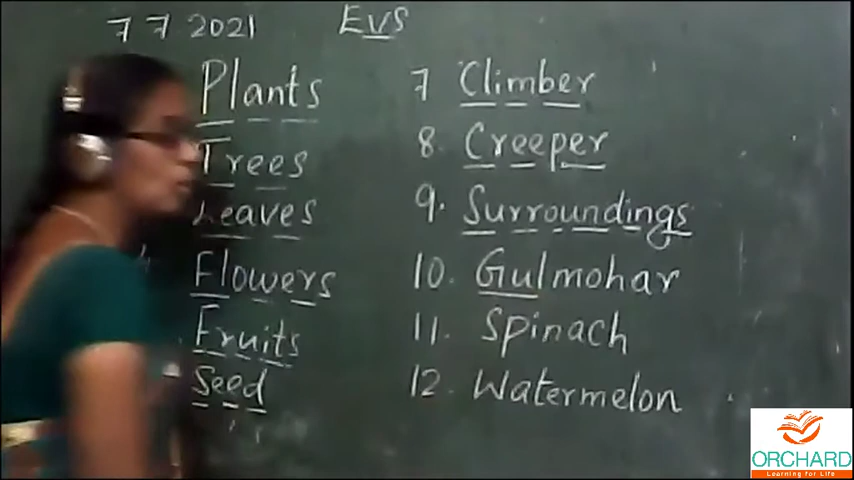 7 7 2021 EVS
Plants
Trees
Leaves
Flowers
Fruits
Seed
7 Climber
8. Creeper
9. Surroundings
10. Gulmohar
11. Spinach
12. Watermelon
ORCHARD
Learning for Life